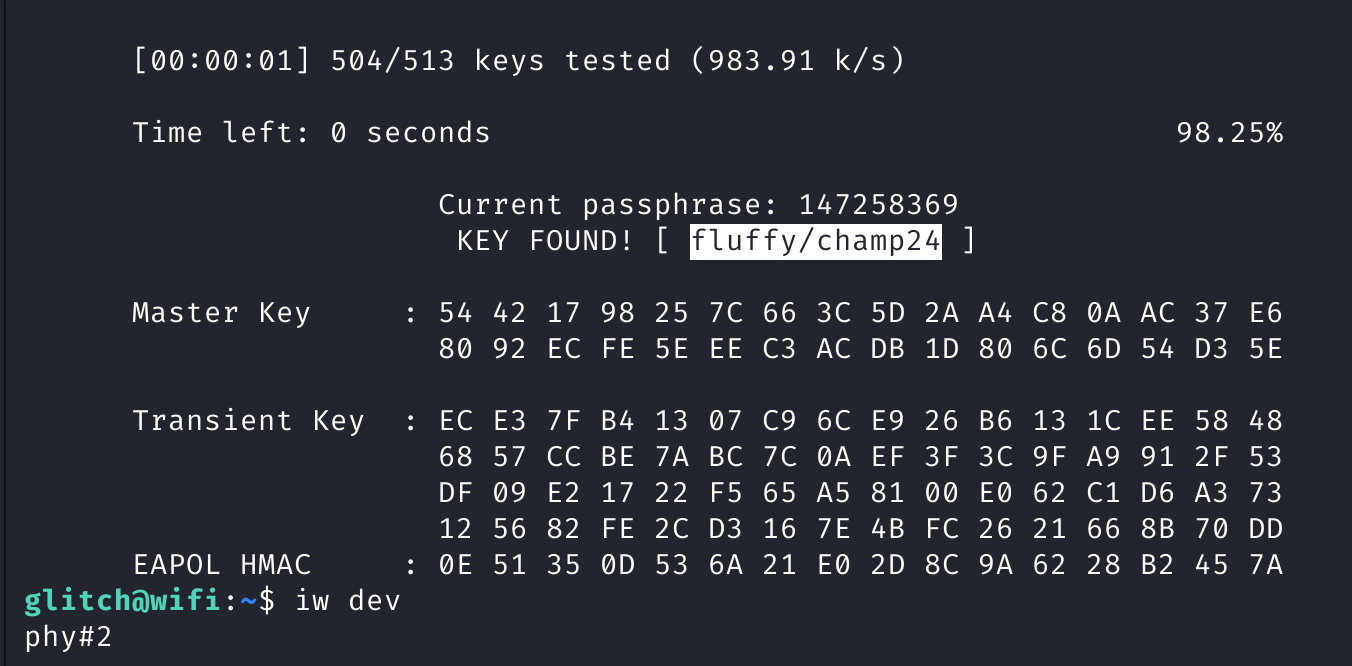 [00:00:01] 504/513 keys tested (983.91 k/s)
Time left: 0 seconds 98.25%
Current passphrase: 147258369
KEY FOUND! [ fluffy/champ24 ]
Master Key : 54 42 17 98 25 7C 66 3C 5D 2A A4 C8 0A AC 37 E6
80 92 EC FE 5E EE C3 AC DB 1D 80 6C 6D 54 D3 5E
Transient Key : EC E3 7F B4 13 07 C9 6C E9 26 B6 13 1C EE 58 48
68 57 CC BE 7A BC 7C 0A EF 3F 3C 9F A9 91 2F 53
DF 09 E2 17 22 F5 65 A5 81 00 E0 62 C1 D6 A3 73
12 56 82 FE 2C D3 16 7E 4B FC 26 21 66 8B 70 DD
EAPOL HMAC : 0E 51 35 0D 53 6A 21 E0 2D 8C 9A 62 28 B2 45 7A
glitch@wifi:~$ iw dev
phy#2